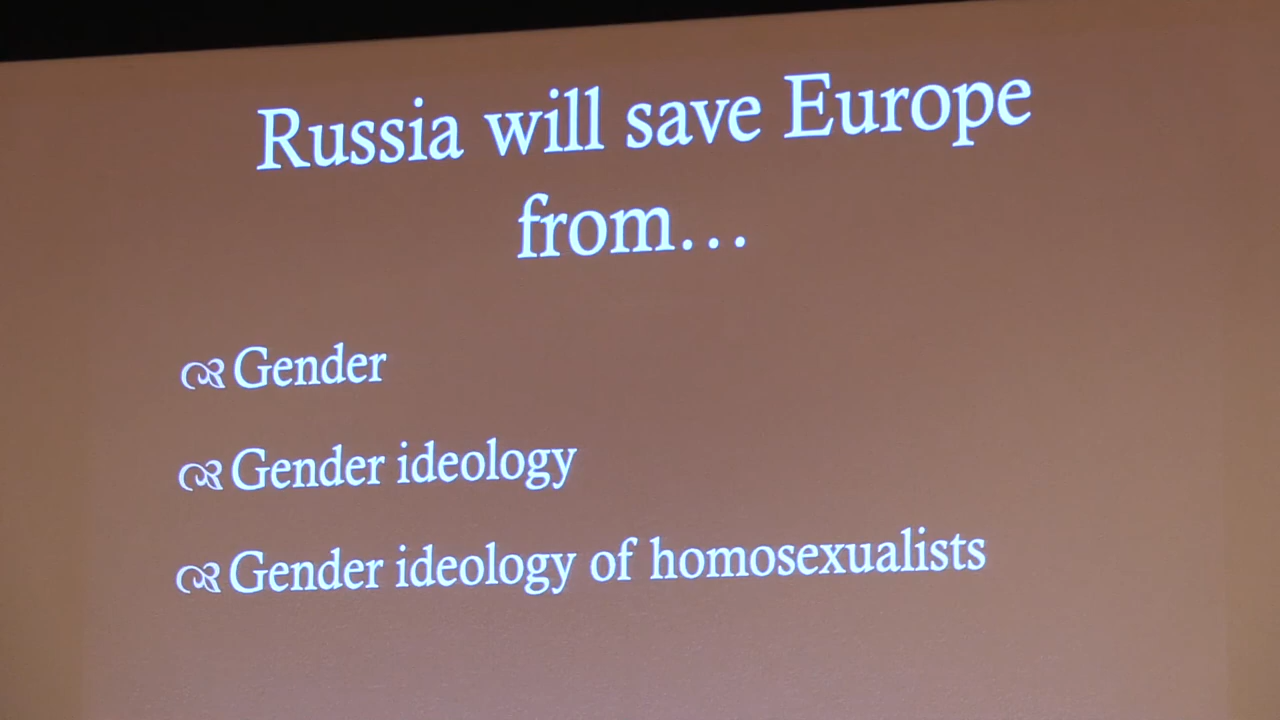 Russia will save Europe
from...
Gender
Gender ideology
Gender ideology of homosexualists